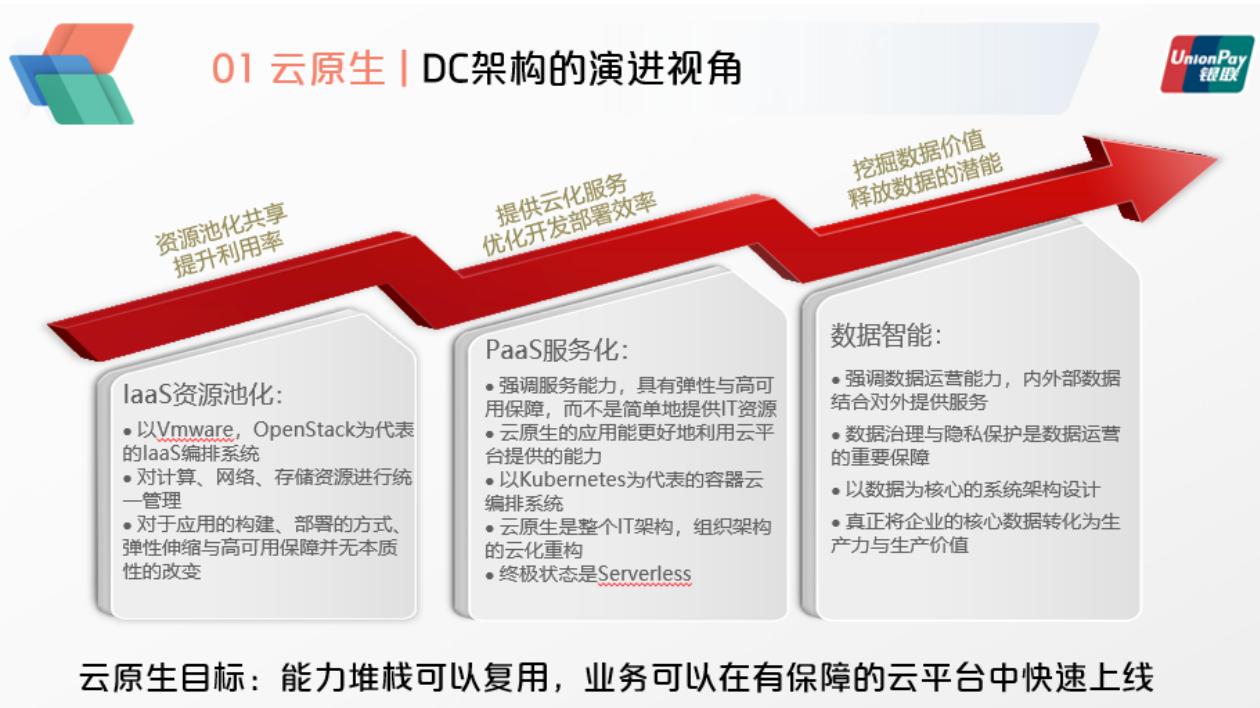 01 云原生 | DC架构的演进视角
UnionPay
银联
资源池化共享
提升利用率
提供云化服务
优化开发部署效率
挖掘数据价值
释放数据的潜能
IaaS资源池化：
● 以Vmware，OpenStack为代表
的IaaS编排系统
● 对计算、网络、存储资源进行统
一管理
● 对于应用的构建、部署的方式、
弹性伸缩与高可用保障并无本质
性的改变
PaaS服务化：
● 强调服务能力，具有弹性与高可
用保障，而不是简单地提供IT资源
● 云原生的应用能更好地利用云平
台提供的能力
● 以Kubernetes为代表的容器云
编排系统
● 云原生是整个IT架构，组织架构
的云化重构
● 终极状态是Serverless
数据智能：
● 强调数据运营能力，内外部数据
结合对外提供服务
● 数据治理与隐私保护是数据运营
的重要保障
● 以数据为核心的系统架构设计
● 真正将企业的核心数据转化为生
产力与生产价值
云原生目标：能力堆栈可以复用，业务可以在有保障的云平台中快速上线